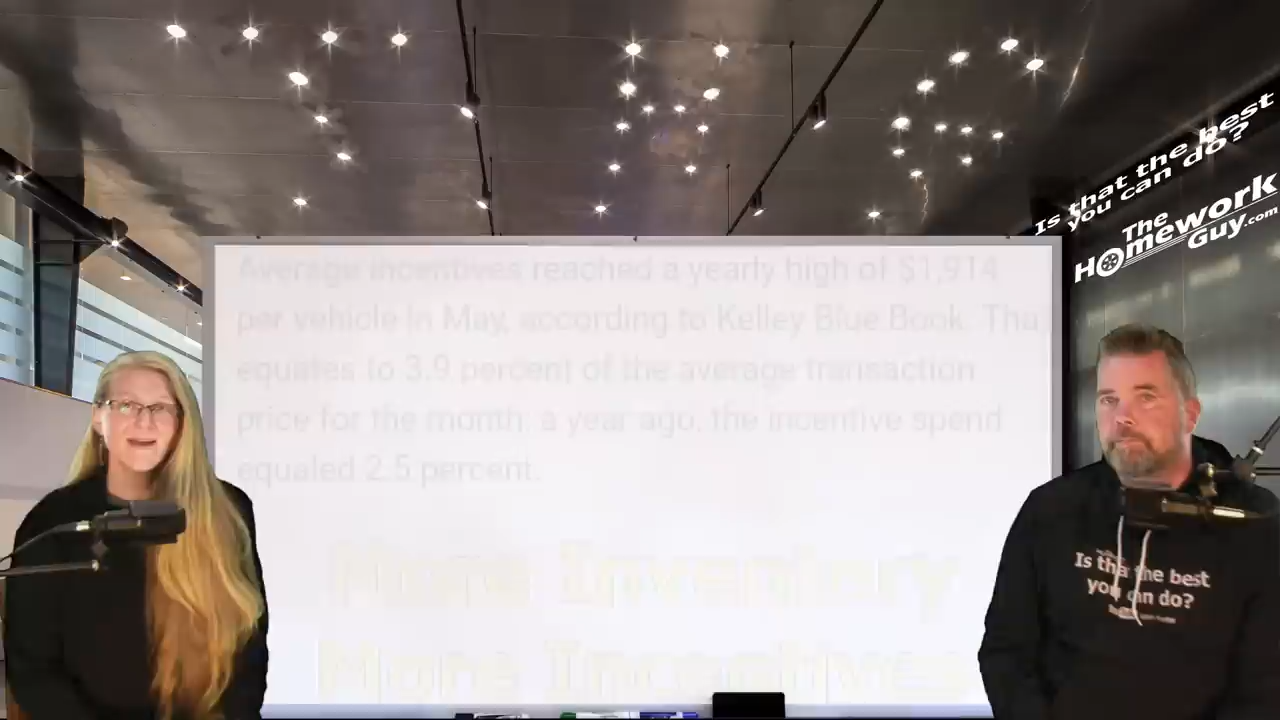 Is that the best
you can do?
The
Homework
Guy.com
Average incentives reached a yearly high of $1,914
per vehicle in May, according to Kelley Blue Book. That
equates to 3.9 percent of the average transaction
price for the month; a year ago, the incentive spend
equaled 2.5 percent.
More Inventory
More Incentives
Is that the best
you can do?